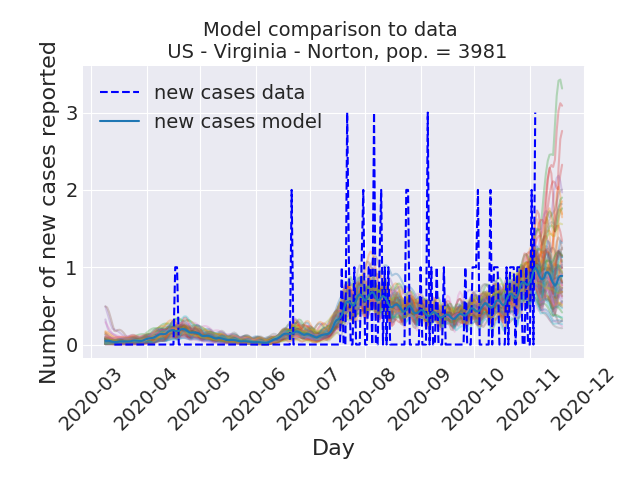 Model comparison to data
US - Virginia - Norton, pop. = 3981
Number of new cases reported
3
2
1
0
new cases data
new cases model
2020-03
2020-04
2020-05
2020-06
2020-07
2020-08
2020-09
2020-10
2020-11
2020-12
Day